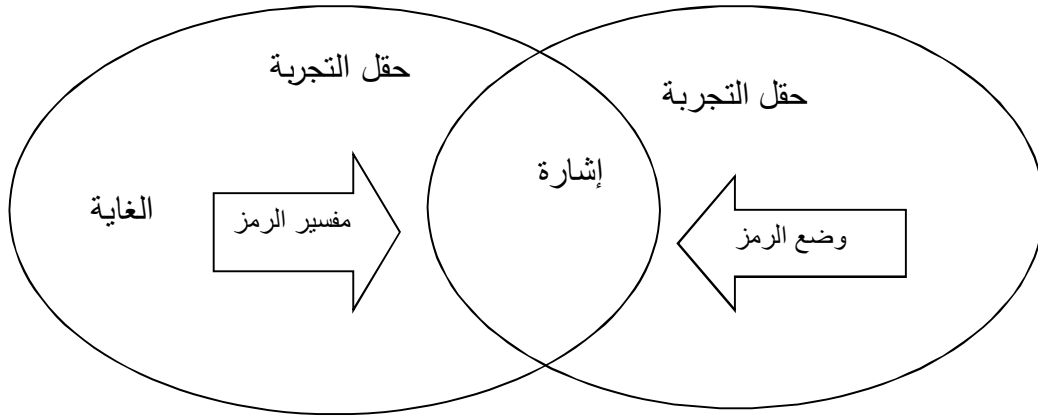 حقل التجربة
حقل التجربة
إشارة
وضع الرمز
مفسير الرمز
الغاية